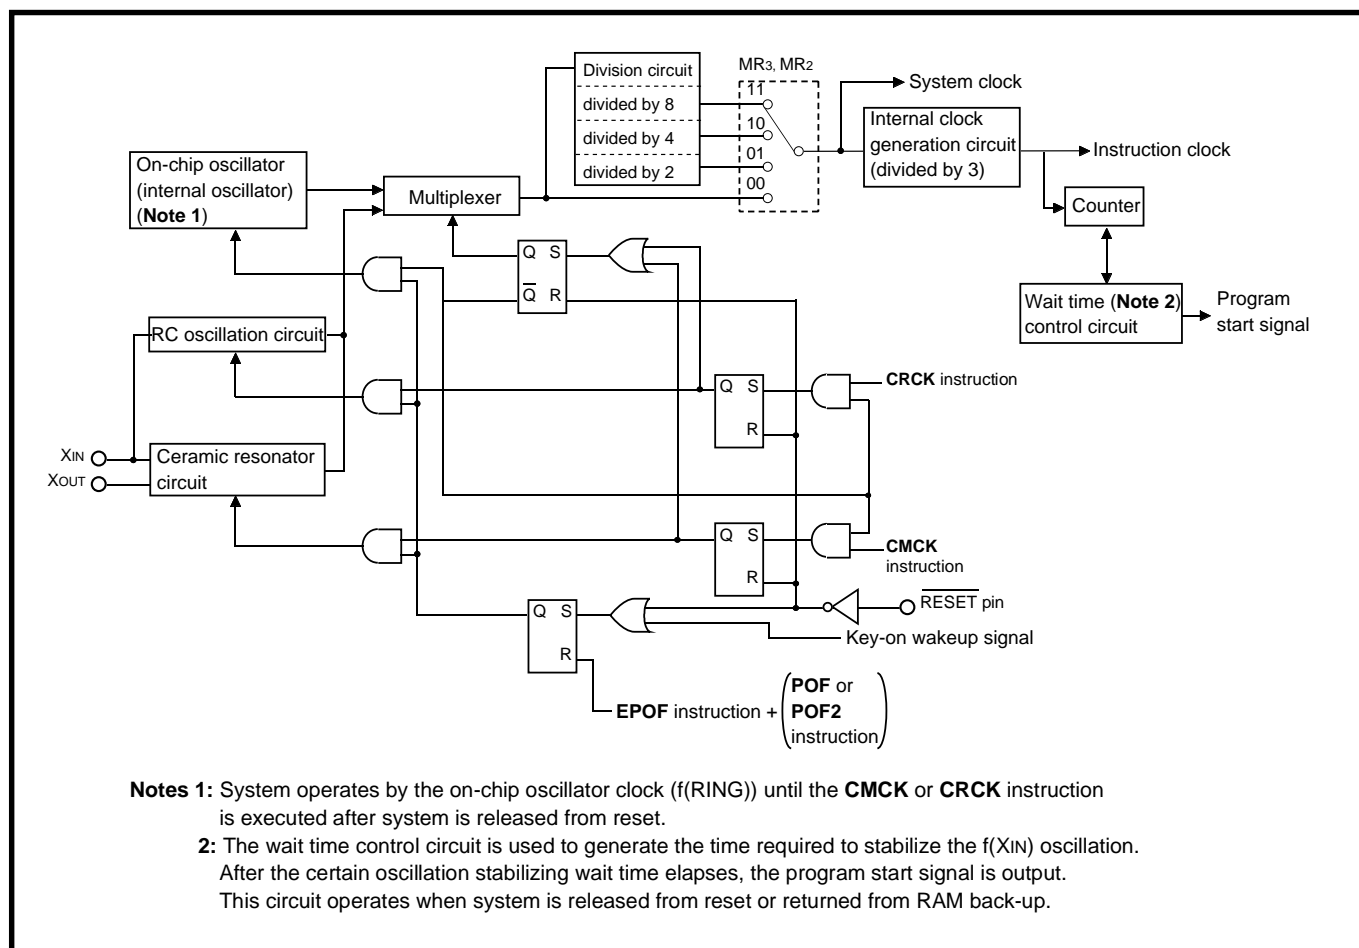 Division circuit
divided by 8
divided by 4
divided by 2
MR3, MR2
11
10
01
00
System clock
Internal clock
generation circuit
(divided by 3)
Instruction clock
Counter
Wait time (Note 2)
control circuit
Program
start signal
On-chip oscillator
(internal oscillator)
(Note 1)
Multiplexer
Q S
Q R
RC oscillation circuit
Q S
R
CRCK instruction
XIN
XOUT
Ceramic resonator
circuit
Q S
R
CMCK
instruction
RESET pin
Key-on wakeup signal
Q S
R
EPOF instruction + (POF or
POF2
instruction)
Notes 1: System operates by the on-chip oscillator clock (f(RING)) until the CMCK or CRCK instruction
is executed after system is released from reset.
2: The wait time control circuit is used to generate the time required to stabilize the f(XIN) oscillation.
After the certain oscillation stabilizing wait time elapses, the program start signal is output.
This circuit operates when system is released from reset or returned from RAM back-up.